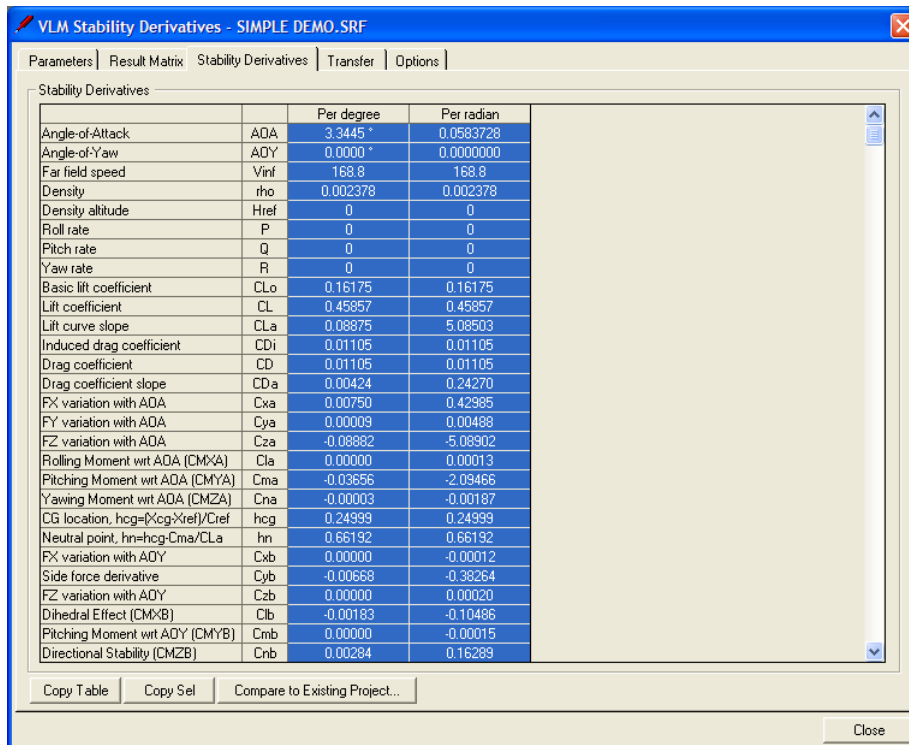 VLM Stability Derivatives - SIMPLE DEMO.SRF
Parameters Result Matrix Stability Derivatives Transfer Options
Stability Derivatives
Per degree Per radian
Angle-of-Attack AOA 3.3445 ° 0.0583728
Angle-of-Yaw AOY 0.0000 ° 0.0000000
Far field speed Vinf 168.8 168.8
Density rho 0.002378 0.002378
Density altitude Href 0 0
Roll rate P 0 0
Pitch rate Q 0 0
Yaw rate R 0 0
Basic lift coefficient CLo 0.16175 0.16175
Lift coefficient CL 0.45857 0.45857
Lift curve slope CLa 0.08875 5.08503
Induced drag coefficient CDi 0.01105 0.01105
Drag coefficient CD 0.01105 0.01105
Drag coefficient slope CDa 0.00424 0.24270
FX variation with AOA Cxa 0.00750 0.42985
FY variation with AOA Cya 0.00009 0.00488
FZ variation with AOA Cza -0.08882 -5.08902
Rolling Moment wrt AOA (CMXA) Cla 0.00000 0.00013
Pitching Moment wrt AOA (CMYA) Cma -0.03656 -2.09466
Yawing Moment wrt AOA (CMZA) Cna -0.00003 -0.00187
CG location, hcg=(Xcg-Xref)/Cref hcg 0.24999 0.24999
Neutral point, hn=hcg-Cma/CLa hn 0.66192 0.66192
FX variation with AOY Cxb 0.00000 -0.00012
Side force derivative Cyb -0.00668 -0.38264
FZ variation with AOY Czb 0.00000 0.00020
Dihedral Effect (CMXB) Clb -0.00183 -0.10486
Pitching Moment wrt AOY (CMYB) Cmb 0.00000 -0.00015
Directional Stability (CMZB) Cnb 0.00284 0.16289
Copy Table Copy Sel Compare to Existing Project...
Close